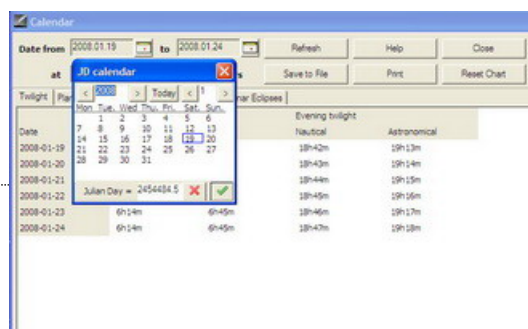 Calendar
Date from 2008.01.19 to 2008.01.24 Refresh Help Close
at Save to File Print Reset Chart
JD calendar
< 2008 > Today < 1 >
Twilight
Mon Tue. Wed Thu. Fri. Sat. Sun.
1 2 3 4 5 6
7 8 9 10 11 12 13
14 15 16 17 18 19 20
21 22 23 24 25 26 27
28 29 30 31
Julian Day = 2454484.5
nar Eclipses
Evening twilight
Date Nautical Astronomical
2008-01-19 18h42m 19h13m
2008-01-20 18h43m 19h14m
2008-01-21 18h44m 19h15m
2008-01-22 18h45m 19h16m
2008-01-23 6h14m 6h45m 18h46m 19h17m
2008-01-24 6h14m 6h45m 18h47m 19h18m